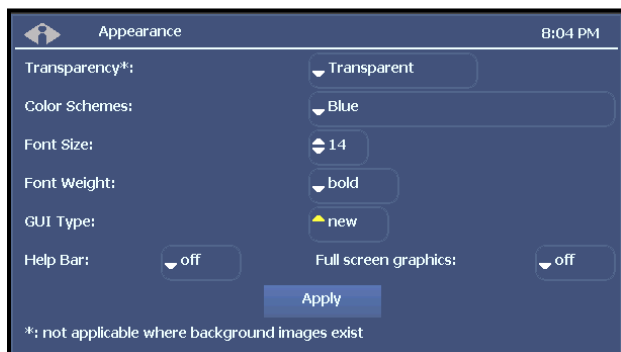 Appearance 8:04 PM
Transparency*: Transparent
Color Schemes: Blue
Font Size: 14
Font Weight: bold
GUI Type: new
Help Bar: off Full screen graphics: off
Apply
*: not applicable where background images exist